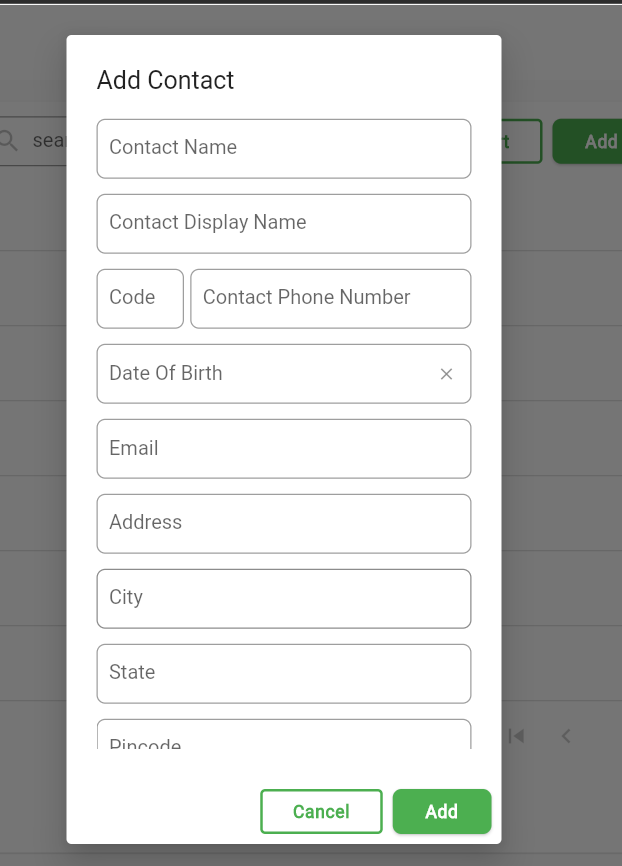 Add Contact
Contact Name
sear
Add
Contact Display Name
Code Contact Phone Number
Date Of Birth
Email
Address
City
State
Pincode
Cancel Add